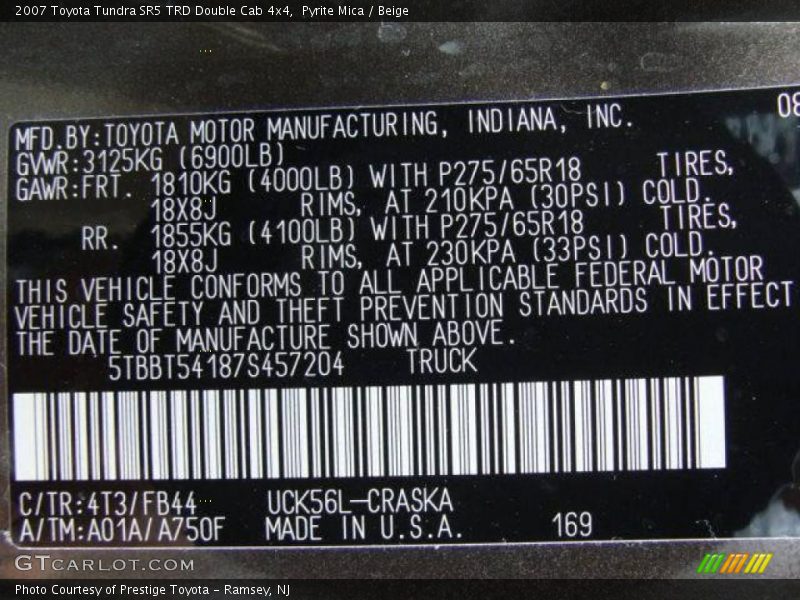 2007 Toyota Tundra SR5 TRD Double Cab 4x4, Pyrite Mica / Beige
08
MFD.BY:TOYOTA MOTOR MANUFACTURING, INDIANA, INC.
GVWR:3125KG (6900LB)
GAWR:FRT. 1810KG (4000LB) WITH P275/65R18 TIRES,
18X8J RIMS, AT 210KPA (30PSI) COLD.
RR. 1855KG (4100LB) WITH P275/65R18 TIRES,
18X8J RIMS, AT 230KPA (33PSI) COLD.
THIS VEHICLE CONFORMS TO ALL APPLICABLE FEDERAL MOTOR
VEHICLE SAFETY AND THEFT PREVENTION STANDARDS IN EFFECT
THE DATE OF MANUFACTURE SHOWN ABOVE.
5TBBT54187S457204 TRUCK
C/TR:4T3/FB44 UCK56L-CRASKA
A/TM:A01A/A750F MADE IN U.S.A. 169
GTCARLOT.COM
Photo Courtesy of Prestige Toyota - Ramsey, NJ